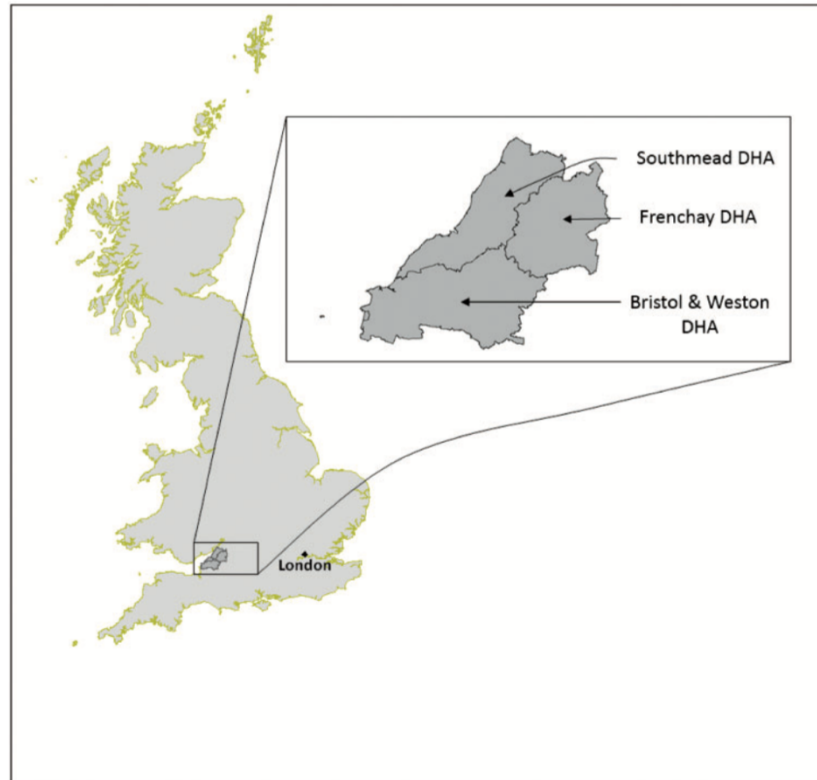 Southmead DHA
Frenchay DHA
Bristol & Weston
DHA
London